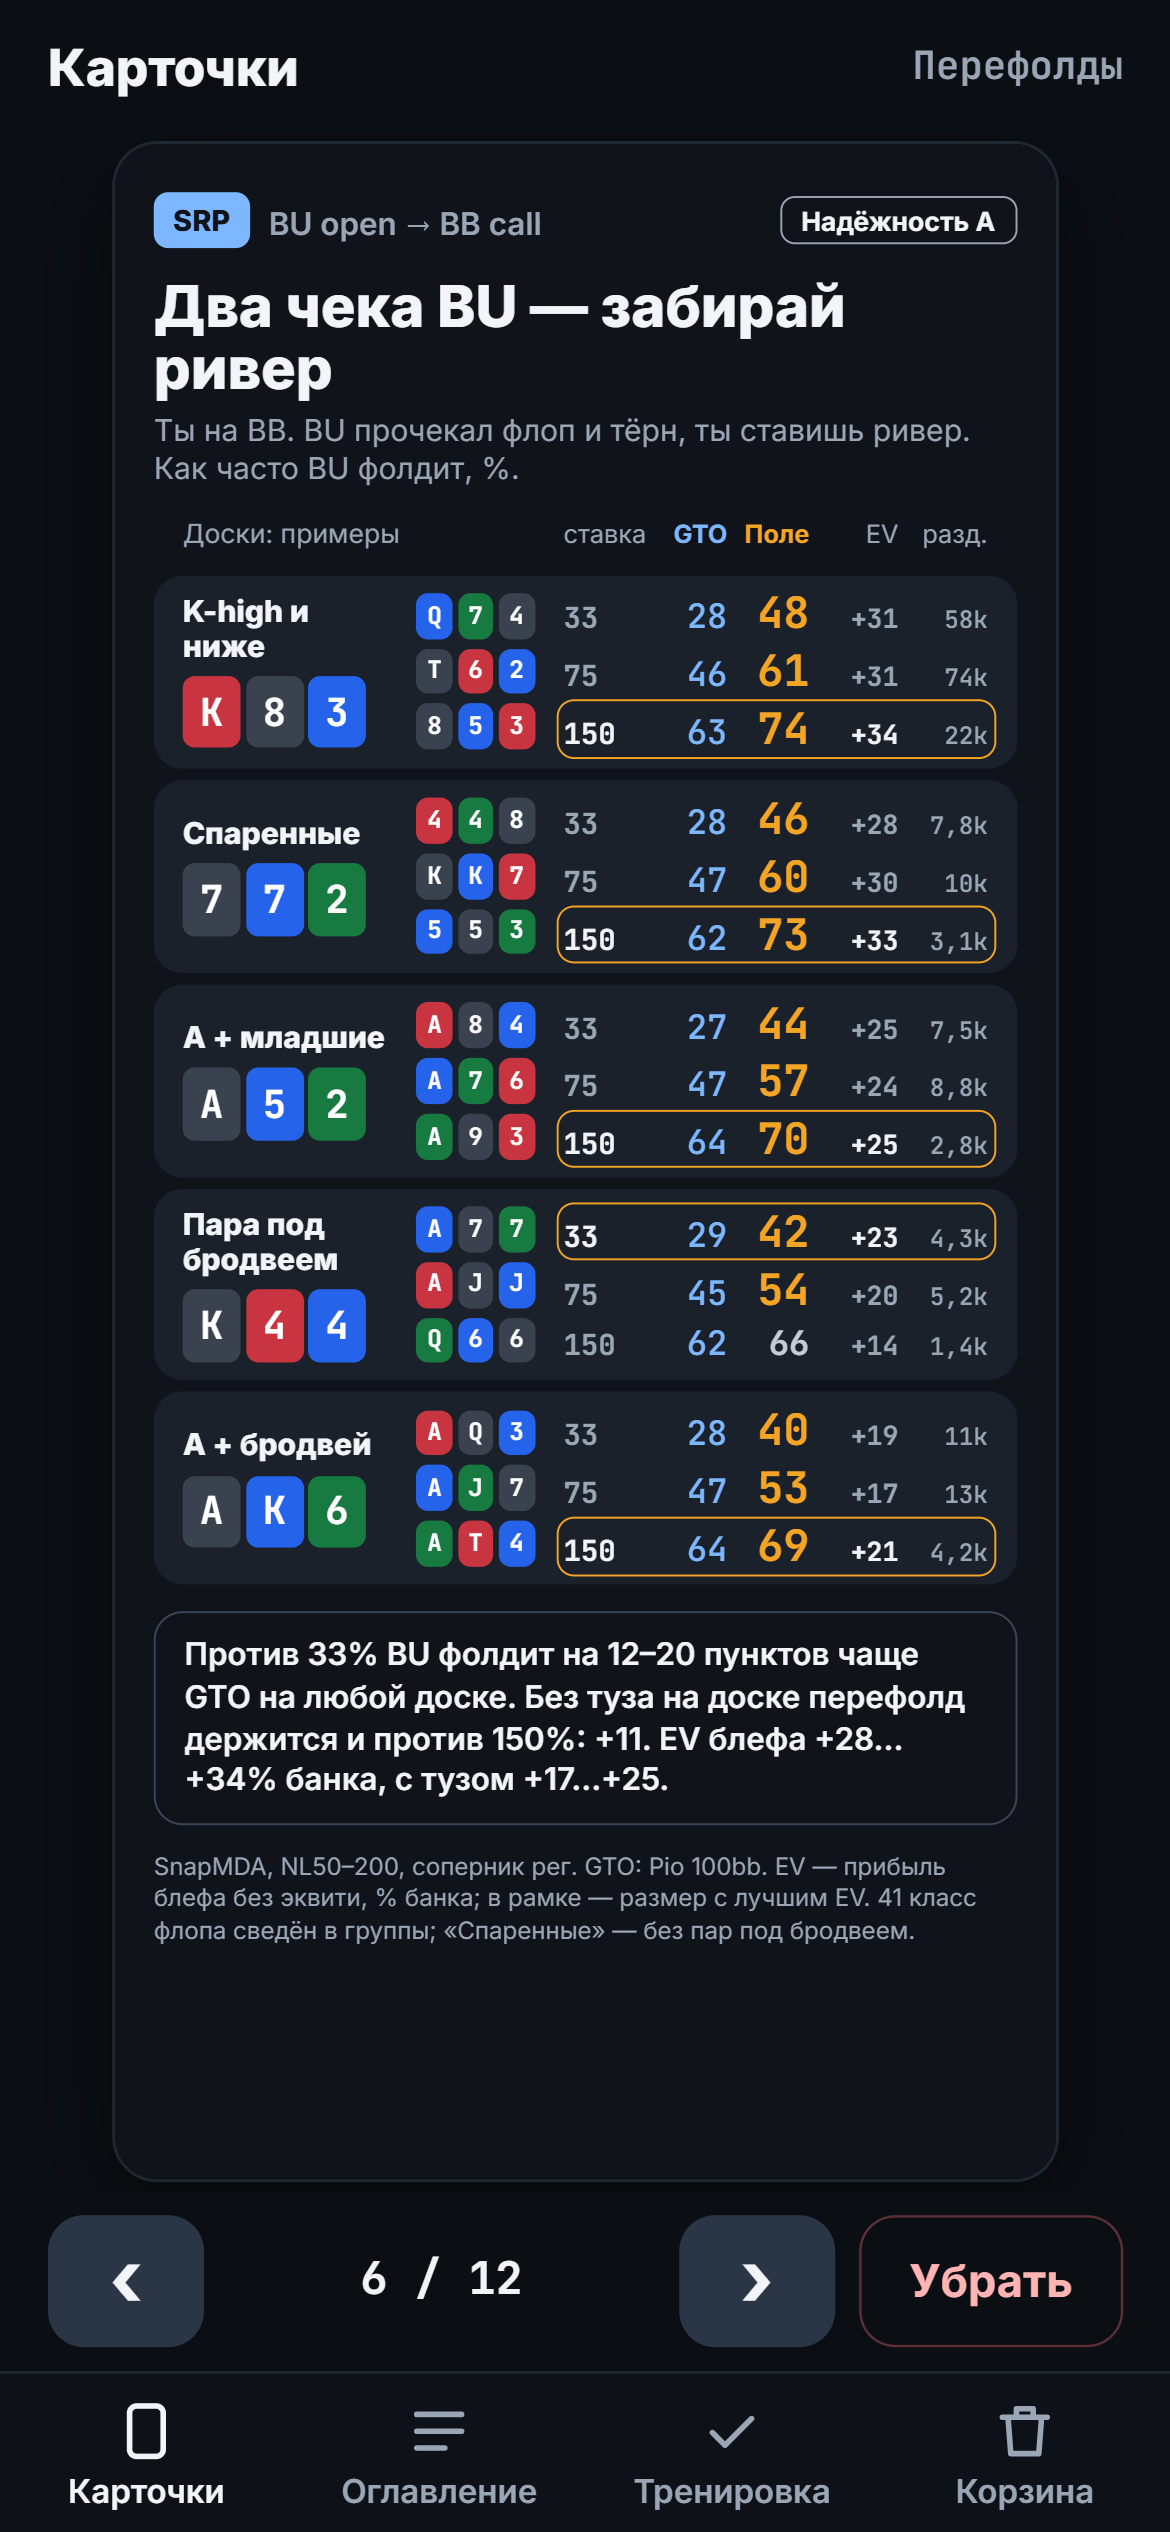 Карточки
Перефолды
SRP BU open → BB call
Надёжность A
Два чека BU — забирай
ривер
Ты на BB. BU прочекал флоп и тёрн, ты ставишь ривер.
Как часто BU фолдит, %.
Доски: примеры ставка GTO Поле EV разд.
K-high и
ниже
K 8 3
Q 7 4
T 6 2
8 5 3
33 28 48 +31 58k
75 46 61 +31 74k
150 63 74 +34 22k
Спаренные
7 7 2
4 4 8
K K 7
5 5 3
33 28 46 +28 7,8k
75 47 60 +30 10k
150 62 73 +33 3,1k
A + младшие
A 5 2
A 8 4
A 7 6
A 9 3
33 27 44 +25 7,5k
75 47 57 +24 8,8k
150 64 70 +25 2,8k
Пара под
бродвеем
K 4 4
A 7 7
A J J
Q 6 6
33 29 42 +23 4,3k
75 45 54 +20 5,2k
150 62 66 +14 1,4k
A + бродвей
A K 6
A Q 3
A J 7
A T 4
33 28 40 +19 11k
75 47 53 +17 13k
150 64 69 +21 4,2k
Против 33% BU фолдит на 12–20 пунктов чаще
GTO на любой доске. Без туза на доске перефолд
держится и против 150%: +11. EV блефа +28…
+34% банка, с тузом +17…+25.
SnapMDA, NL50–200, соперник рег. GTO: Pio 100bb. EV — прибыль
блефа без эквити, % банка; в рамке — размер с лучшим EV. 41 класс
флопа сведён в группы; «Спаренные» — без пар под бродвеем.
‹ 6 / 12 › Убрать
Карточки Оглавление Тренировка Корзина